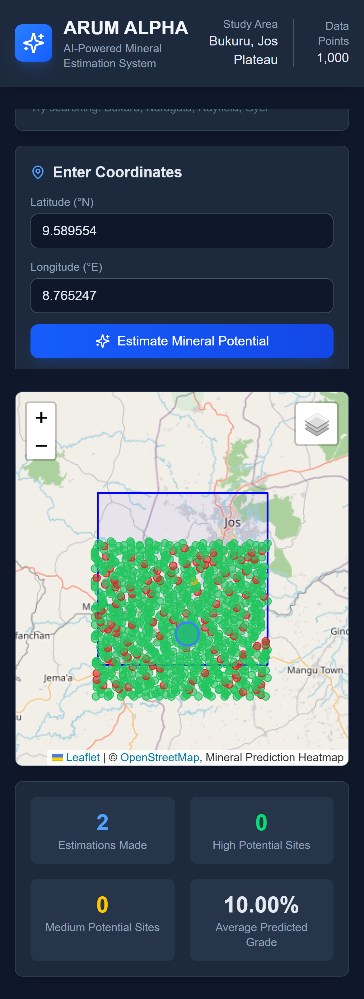 ARUM ALPHA
AI-Powered Mineral
Estimation System
Study Area
Bukuru, Jos
Plateau
Data
Points
1,000
Try searching: Bukuru, Naraguta, Rayfield, Gyel
Enter Coordinates
Latitude (°N)
9.589554
Longitude (°E)
8.765247
Estimate Mineral Potential
+
−
Jos
fanchan
Jema'a
Mangu Town
u
Leaflet | © OpenStreetMap, Mineral Prediction Heatmap
2
Estimations Made
0
High Potential Sites
0
Medium Potential Sites
10.00%
Average Predicted
Grade